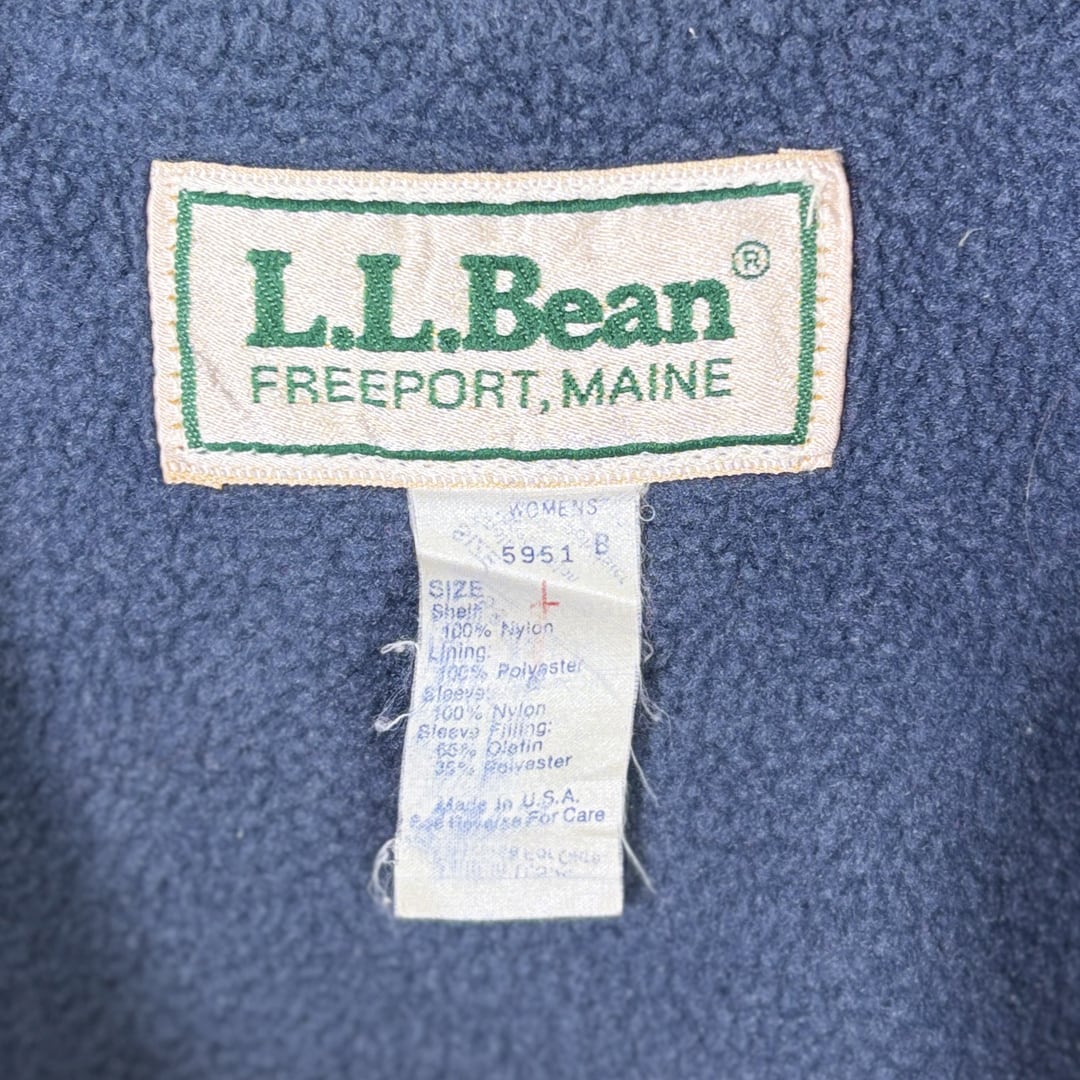 L.L.Bean®
FREEPORT, MAINE
WOMENS
5951 B
SIZE
Shell:
100% Nylon
Lining:
100% Polyester
Sleeve:
100% Nylon
Sleeve Filling:
65% Olefin
35% Polyester
Made In U.S.A.
See Reverse For Care